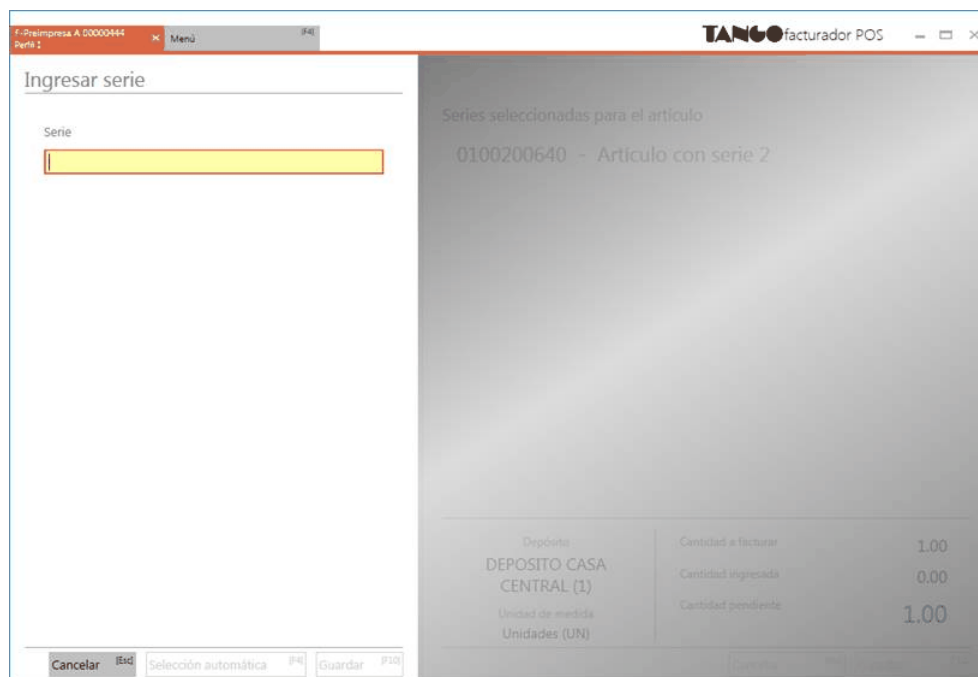 F-Preimpresa A 00000444
Perfil
Menú [F4]
TANGO facturador POS
Ingresar serie
Serie
Series seleccionadas para el artículo
0100200640 - Articulo con serie 2
Depósito
DEPOSITO CASA
CENTRAL (1)
Unidad de medida
Unidades (UN)
Cantidad a facturar 1.00
Cantidad ingresada 0.00
Cantidad pendiente 1.00
Cancelar [Esc] Selección automática [F4] Guardar [F10]
Cancelar